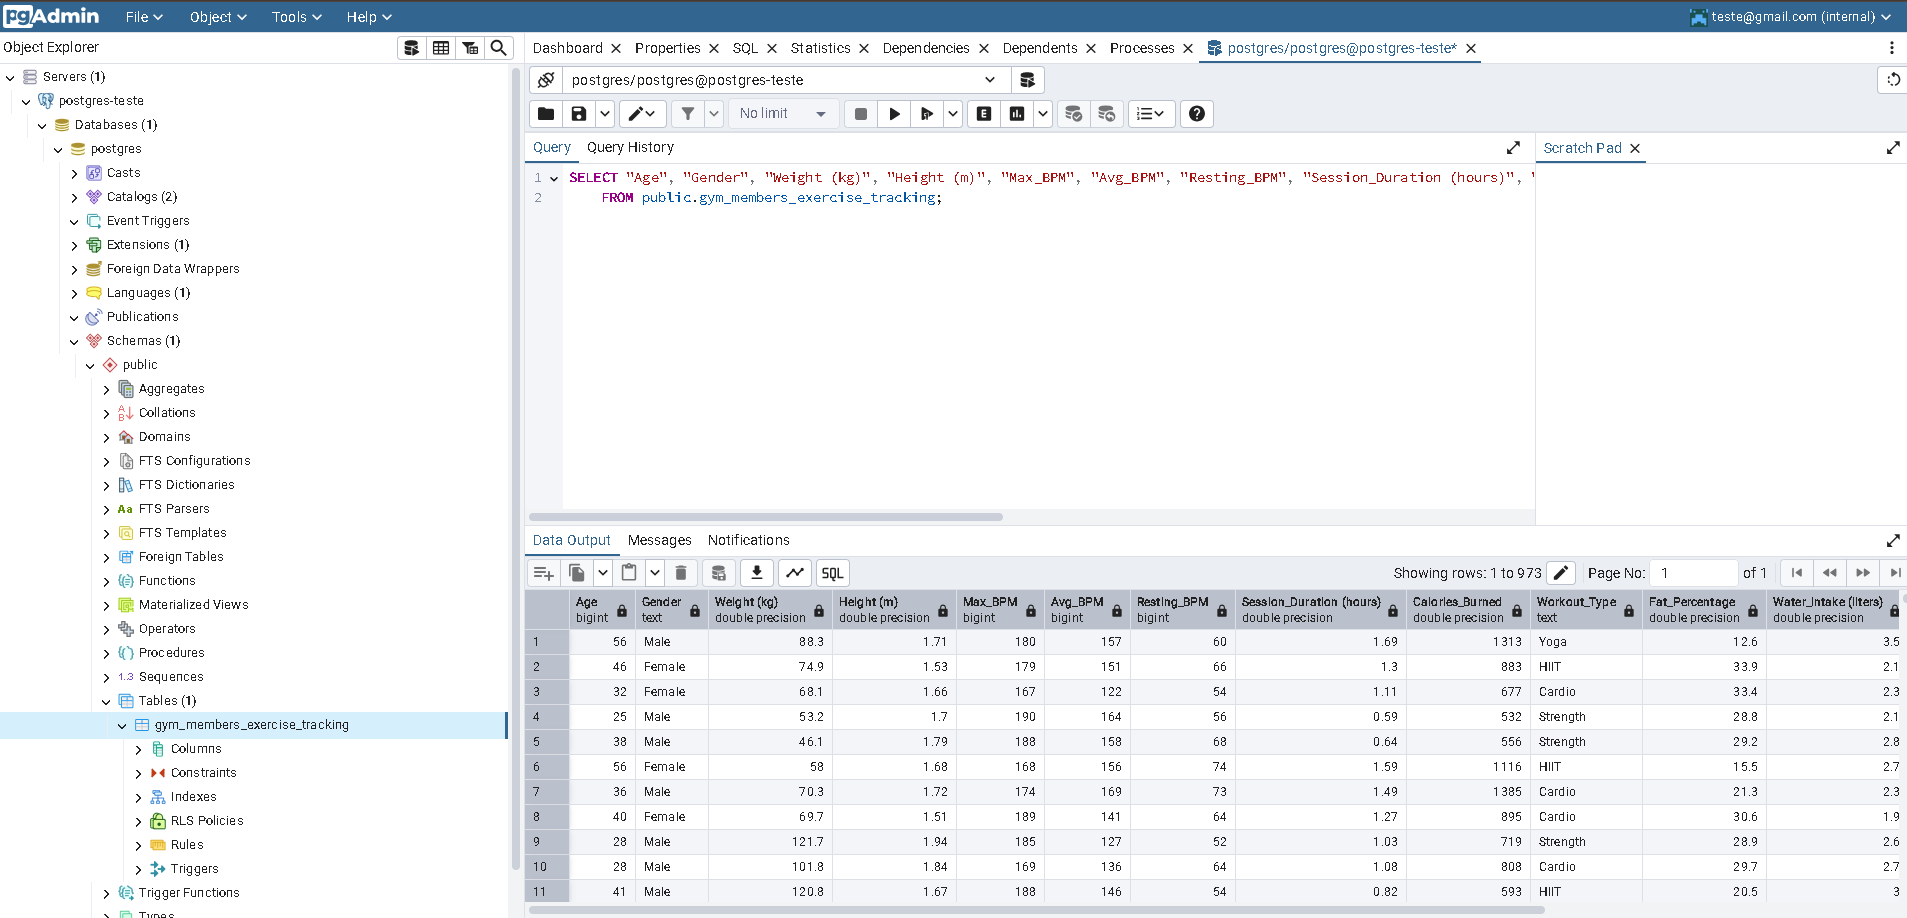 pgAdmin File Object Tools Help teste@gmail.com (internal)
Object Explorer
Servers (1)
postgres-teste
Databases (1)
postgres
Casts
Catalogs (2)
Event Triggers
Extensions (1)
Foreign Data Wrappers
Languages (1)
Publications
Schemas (1)
public
Aggregates
Collations
Domains
FTS Configurations
FTS Dictionaries
Aa FTS Parsers
FTS Templates
Foreign Tables
Functions
Materialized Views
Operators
Procedures
1.3 Sequences
Tables (1)
gym_members_exercise_tracking
Columns
Constraints
Indexes
RLS Policies
Rules
Triggers
Trigger Functions
Types
Dashboard Properties SQL Statistics Dependencies Dependents Processes postgres/postgres@postgres-teste*
postgres/postgres@postgres-teste
No limit
Query Query History
Scratch Pad
1 SELECT "Age", "Gender", "Weight (kg)", "Height (m)", "Max_BPM", "Avg_BPM", "Resting_BPM", "Session_Duration (hours)", "
2 FROM public.gym_members_exercise_tracking;
Data Output Messages Notifications
SQL Showing rows: 1 to 973 Page No: 1 of 1
Age Gender Weight (kg) Height (m) Max_BPM Avg_BPM Resting_BPM Session_Duration (hours) Calories_Burned Workout_Type Fat_Percentage Water_Intake (liters)
bigint text double precision double precision bigint bigint bigint double precision double precision text double precision double precision
1 56 Male 88.3 1.71 180 157 60 1.69 1313 Yoga 12.6 3.5
2 46 Female 74.9 1.53 179 151 66 1.3 883 HIIT 33.9 2.1
3 32 Female 68.1 1.66 167 122 54 1.11 677 Cardio 33.4 2.3
4 25 Male 53.2 1.7 190 164 56 0.59 532 Strength 28.8 2.1
5 38 Male 46.1 1.79 188 158 68 0.64 556 Strength 29.2 2.8
6 56 Female 58 1.68 168 156 74 1.59 1116 HIIT 15.5 2.7
7 36 Male 70.3 1.72 174 169 73 1.49 1385 Cardio 21.3 2.3
8 40 Female 69.7 1.51 189 141 64 1.27 895 Cardio 30.6 1.9
9 28 Male 121.7 1.94 185 127 52 1.03 719 Strength 28.9 2.6
10 28 Male 101.8 1.84 169 136 64 1.08 808 Cardio 29.7 2.7
11 41 Male 120.8 1.67 188 146 54 0.82 593 HIIT 20.5 3